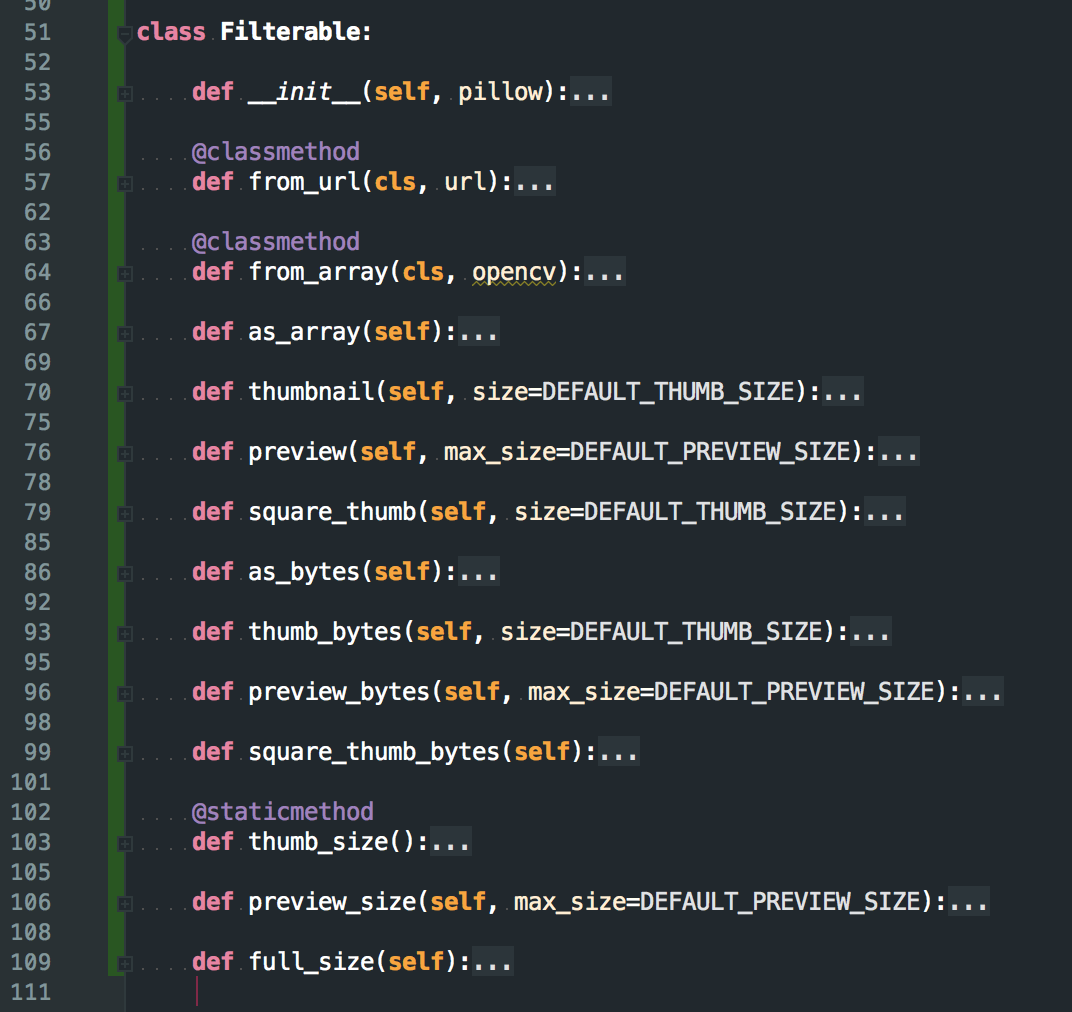 50
51 class Filterable:
52
53     def __init__(self, pillow):...
55
56     @classmethod
57     def from_url(cls, url):...
62
63     @classmethod
64     def from_array(cls, opencv):...
66
67     def as_array(self):...
69
70     def thumbnail(self, size=DEFAULT_THUMB_SIZE):...
75
76     def preview(self, max_size=DEFAULT_PREVIEW_SIZE):...
78
79     def square_thumb(self, size=DEFAULT_THUMB_SIZE):...
85
86     def as_bytes(self):...
92
93     def thumb_bytes(self, size=DEFAULT_THUMB_SIZE):...
95
96     def preview_bytes(self, max_size=DEFAULT_PREVIEW_SIZE):...
98
99     def square_thumb_bytes(self):...
101
102     @staticmethod
103     def thumb_size():...
105
106     def preview_size(self, max_size=DEFAULT_PREVIEW_SIZE):...
108
109     def full_size(self):...
111